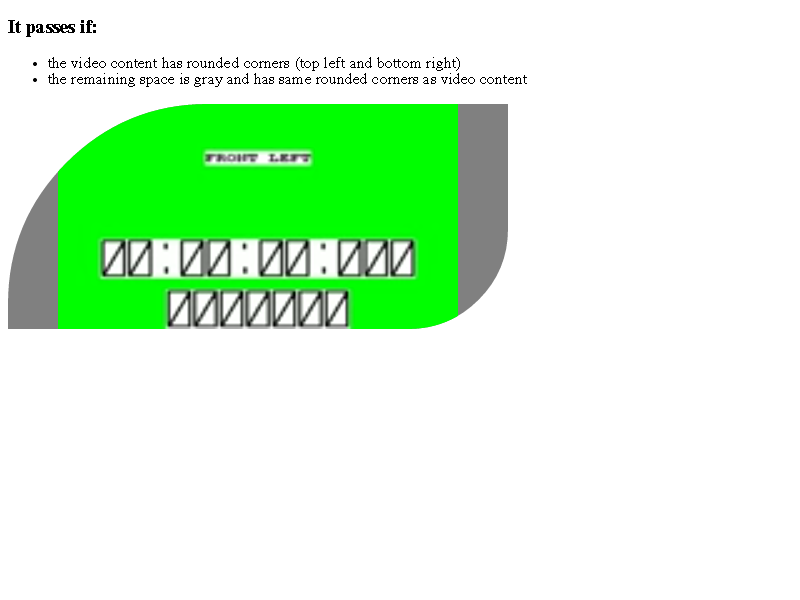 It passes if:
the video content has rounded corners (top left and bottom right)
the remaining space is gray and has same rounded corners as video content
FRONT LEFT
00:00:00:000
0000000